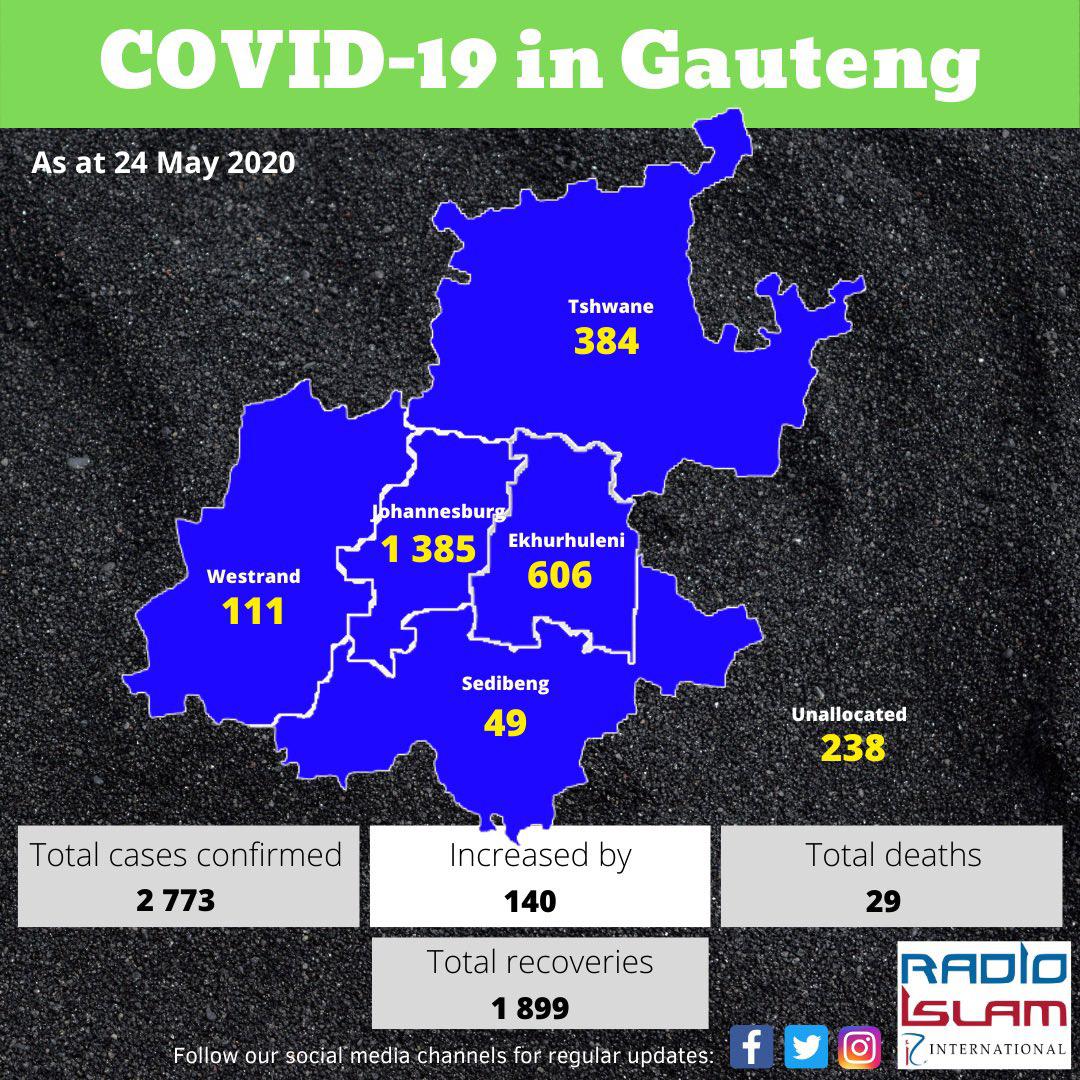 COVID-19 in Gauteng
As at 24 May 2020
Tshwane
384
Johannesburg
1 385
Ekhurhuleni
606
Westrand
111
Sedibeng
49
Unallocated
238
Total cases confirmed
2 773
Increased by
140
Total deaths
29
Total recoveries
1 899
Follow our social media channels for regular updates:
RADIO
ISLAM
INTERNATIONAL